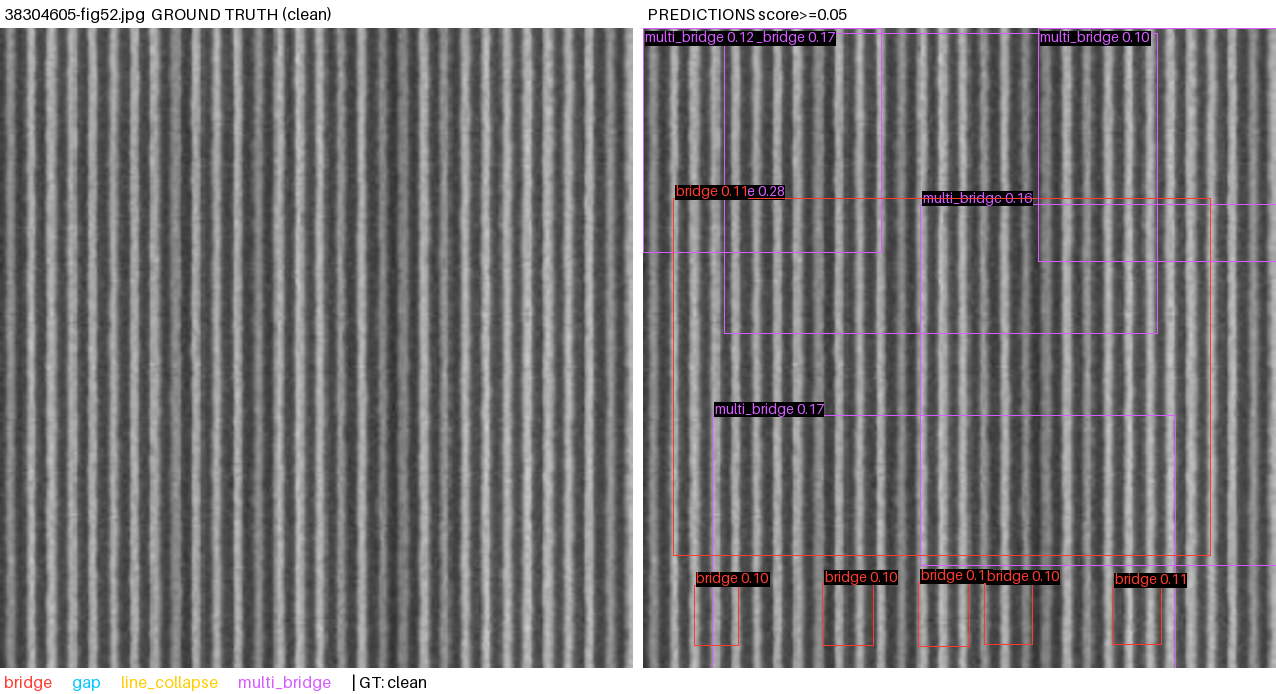 38304605-fig52.jpg GROUND TRUTH (clean)
PREDICTIONS score>=0.05
multi_bridge 0.12
_bridge 0.17
multi_bridge 0.10
bridge 0.11
e 0.28
multi_bridge 0.16
multi_bridge 0.17
bridge 0.10
bridge 0.10
bridge 0.1
bridge 0.10
bridge 0.11
bridge gap line_collapse multi_bridge | GT: clean